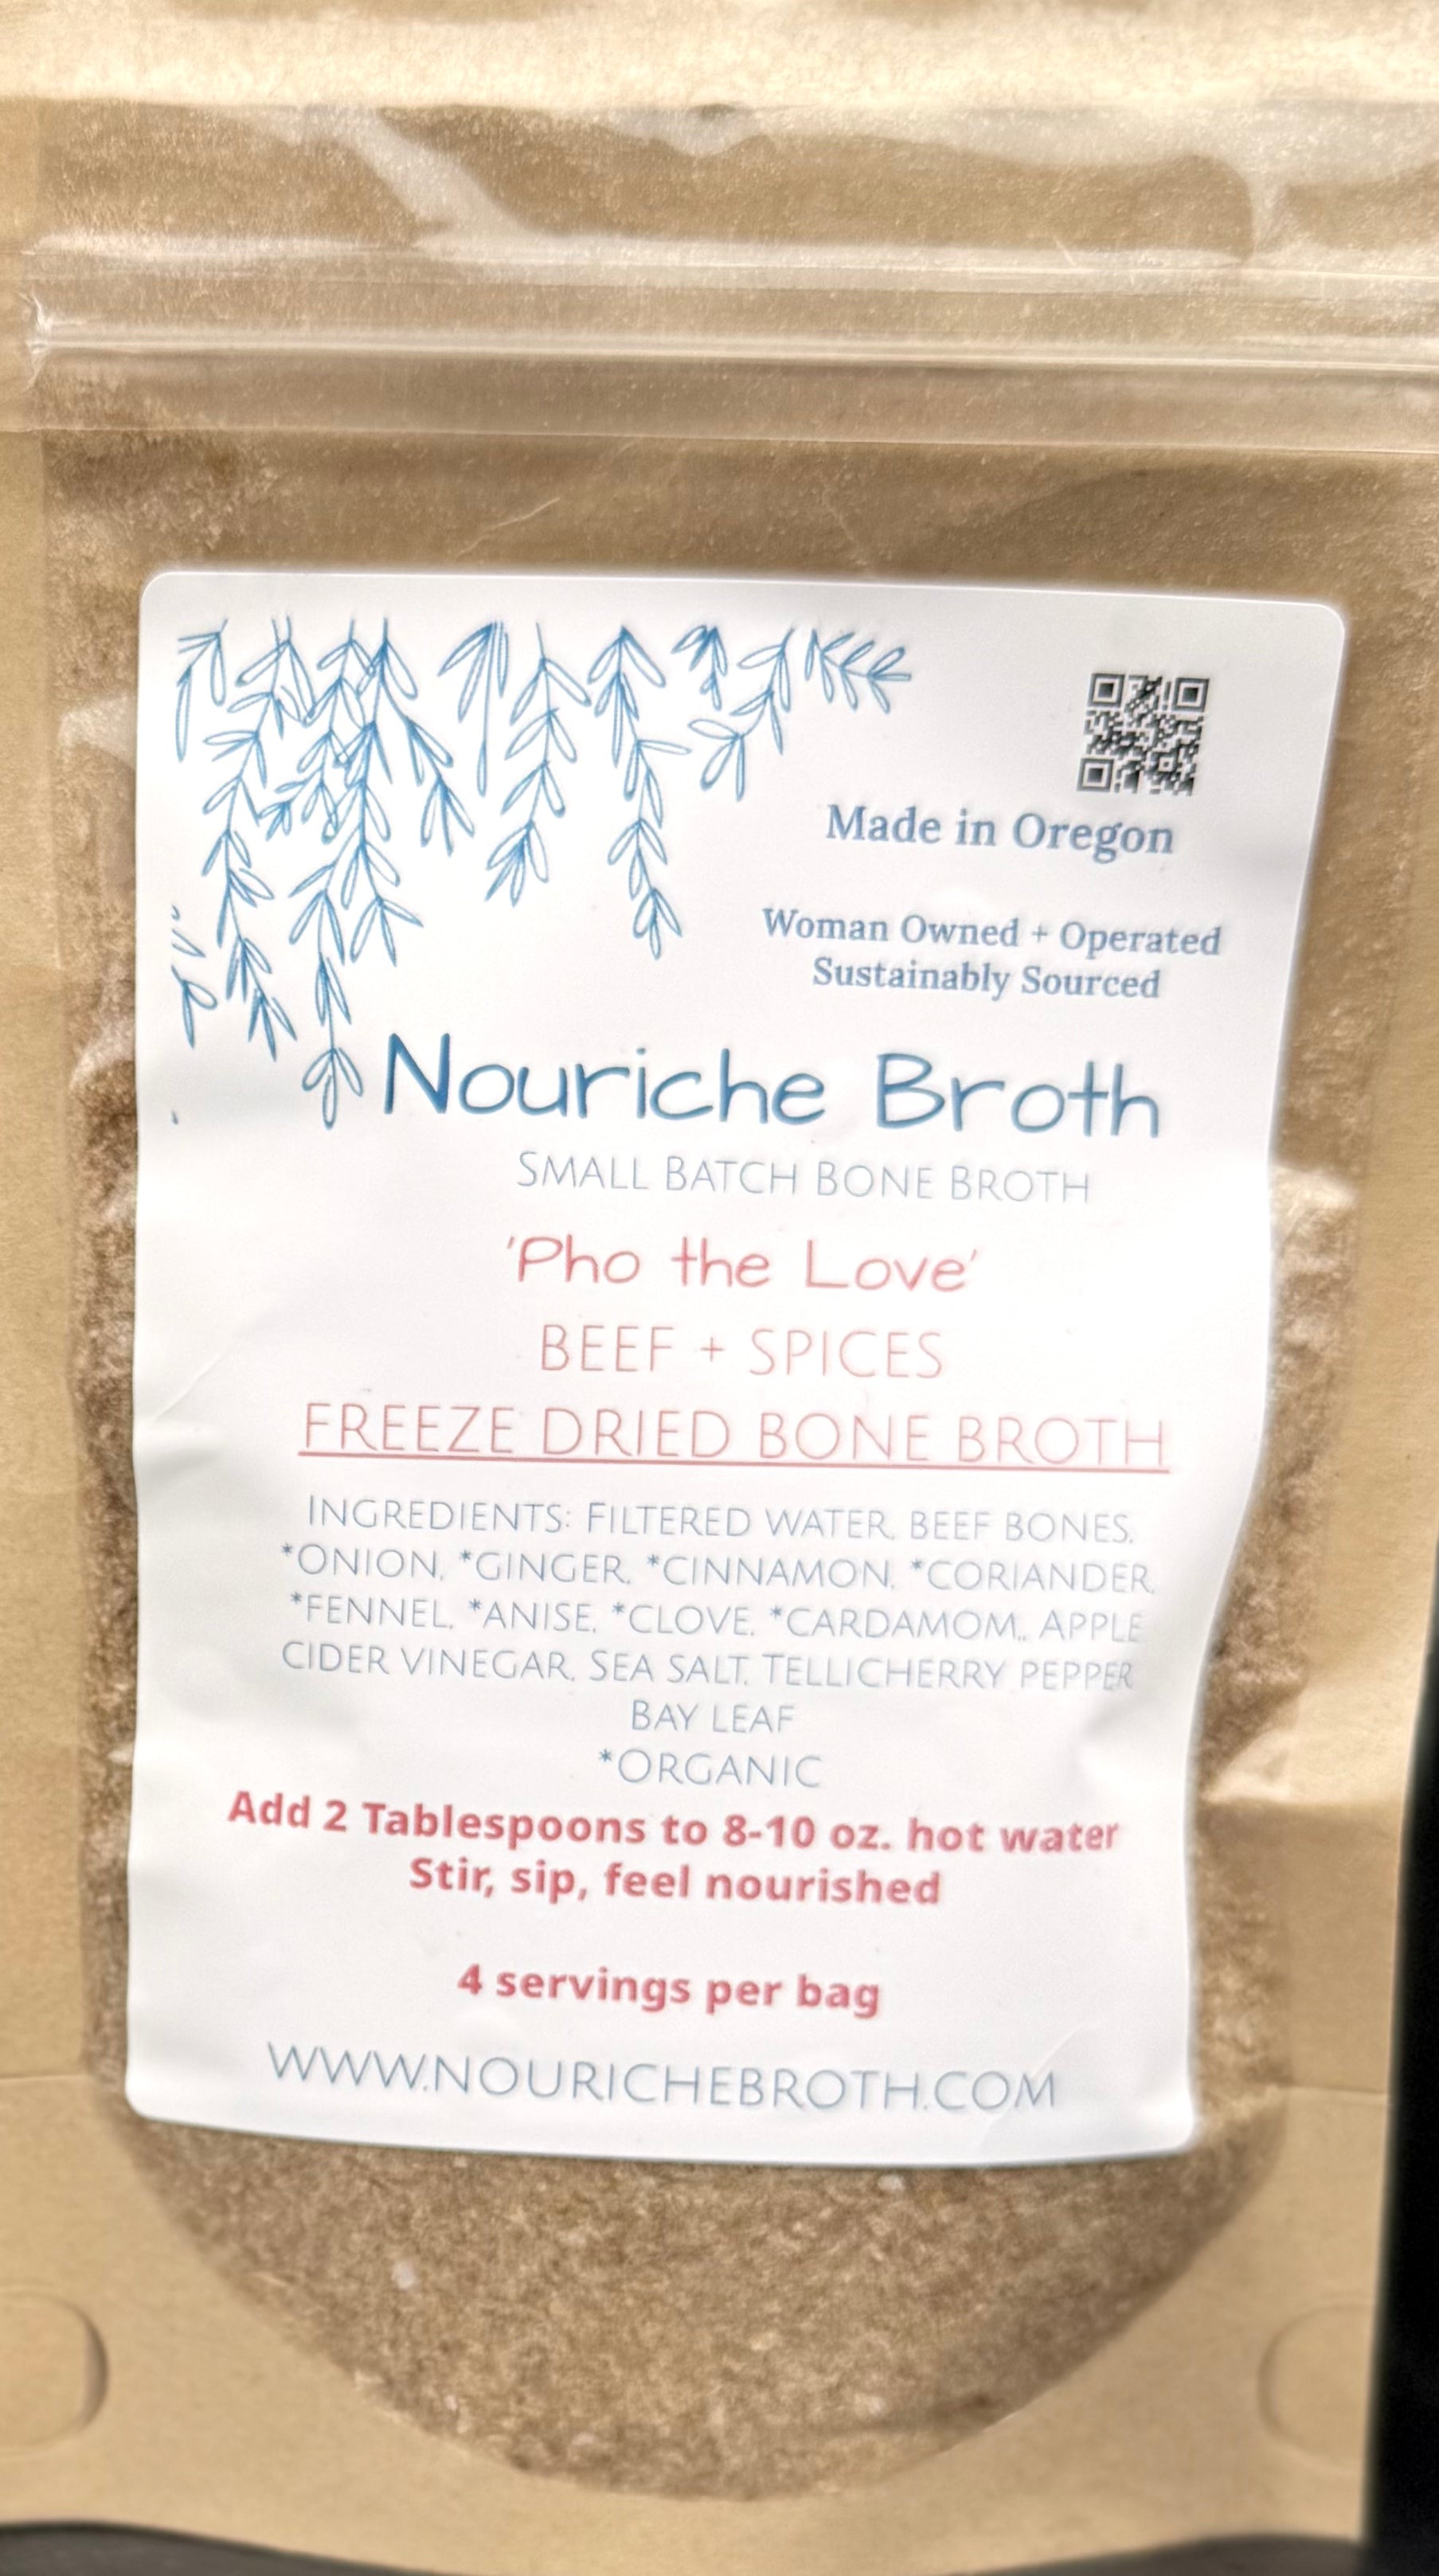 Made in Oregon
Woman Owned + Operated
Sustainably Sourced
Nouriche Broth
SMALL BATCH BONE BROTH
'Pho the Love'
BEEF + SPICES
FREEZE DRIED BONE BROTH
INGREDIENTS: FILTERED WATER, BEEF BONES,
*ONION, *GINGER, *CINNAMON, *CORIANDER,
*FENNEL, *ANISE, *CLOVE, *CARDAMOM,, APPLE
CIDER VINEGAR, SEA SALT, TELLICHERRY PEPPER
BAY LEAF
*ORGANIC
Add 2 Tablespoons to 8-10 oz. hot water
Stir, sip, feel nourished
4 servings per bag
WWW.NOURICHEBROTH.COM